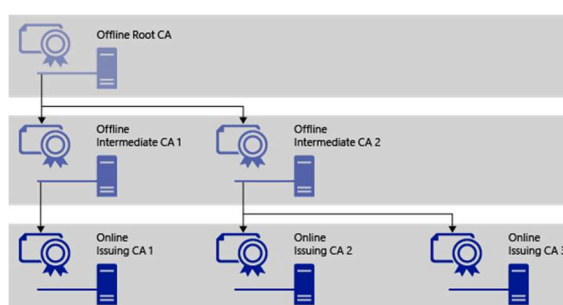 Offline Root CA
Offline
Intermediate CA 1
Offline
Intermediate CA 2
Online
Issuing CA 1
Online
Issuing CA 2
Online
Issuing CA 3